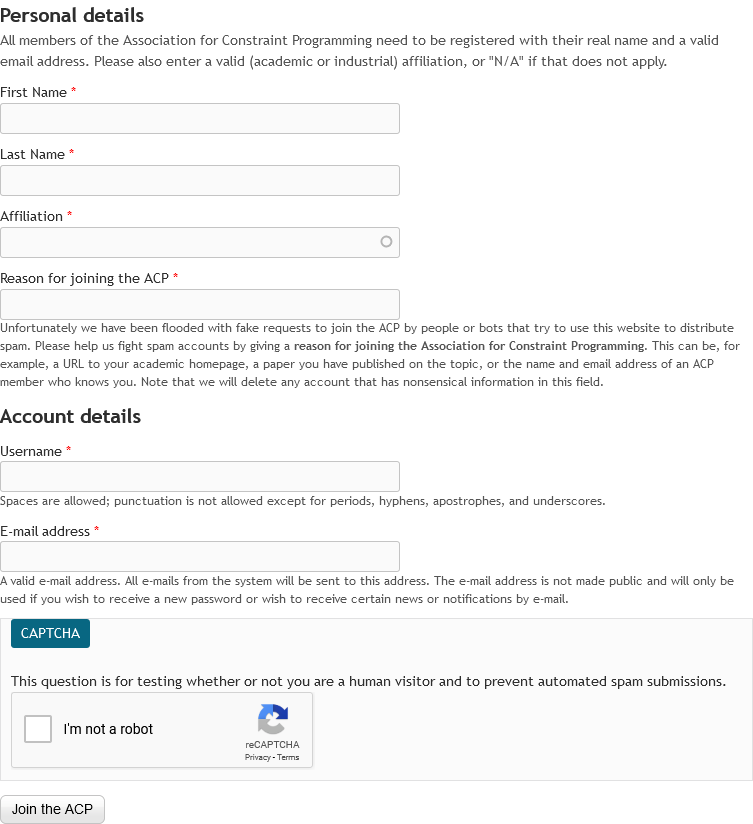 Personal details
All members of the Association for Constraint Programming need to be registered with their real name and a valid
email address. Please also enter a valid (academic or industrial) affiliation, or "N/A" if that does not apply.
First Name *
Last Name *
Affiliation *
Reason for joining the ACP *
Unfortunately we have been flooded with fake requests to join the ACP by people or bots that try to use this website to distribute
spam. Please help us fight spam accounts by giving a reason for joining the Association for Constraint Programming. This can be, for
example, a URL to your academic homepage, a paper you have published on the topic, or the name and email address of an ACP
member who knows you. Note that we will delete any account that has nonsensical information in this field.
Account details
Username *
Spaces are allowed; punctuation is not allowed except for periods, hyphens, apostrophes, and underscores.
E-mail address *
A valid e-mail address. All e-mails from the system will be sent to this address. The e-mail address is not made public and will only be
used if you wish to receive a new password or wish to receive certain news or notifications by e-mail.
CAPTCHA
This question is for testing whether or not you are a human visitor and to prevent automated spam submissions.
I'm not a robot
reCAPTCHA
Privacy - Terms
Join the ACP